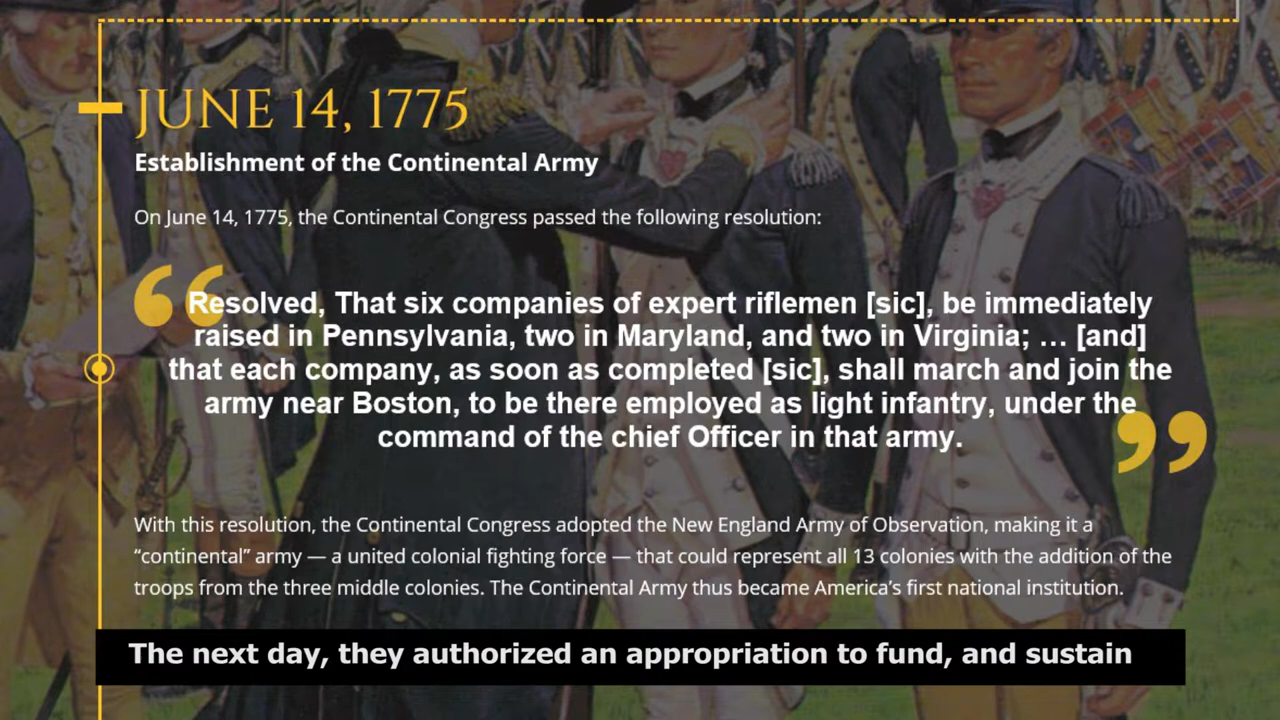 JUNE 14, 1775
Establishment of the Continental Army
On June 14, 1775, the Continental Congress passed the following resolution:
“Resolved, That six companies of expert riflemen [sic], be immediately
raised in Pennsylvania, two in Maryland, and two in Virginia; … [and]
that each company, as soon as completed [sic], shall march and join the
army near Boston, to be there employed as light infantry, under the
command of the chief Officer in that army.”
With this resolution, the Continental Congress adopted the New England Army of Observation, making it a
“continental” army — a united colonial fighting force — that could represent all 13 colonies with the addition of the
troops from the three middle colonies. The Continental Army thus became America’s first national institution.
The next day, they authorized an appropriation to fund, and sustain